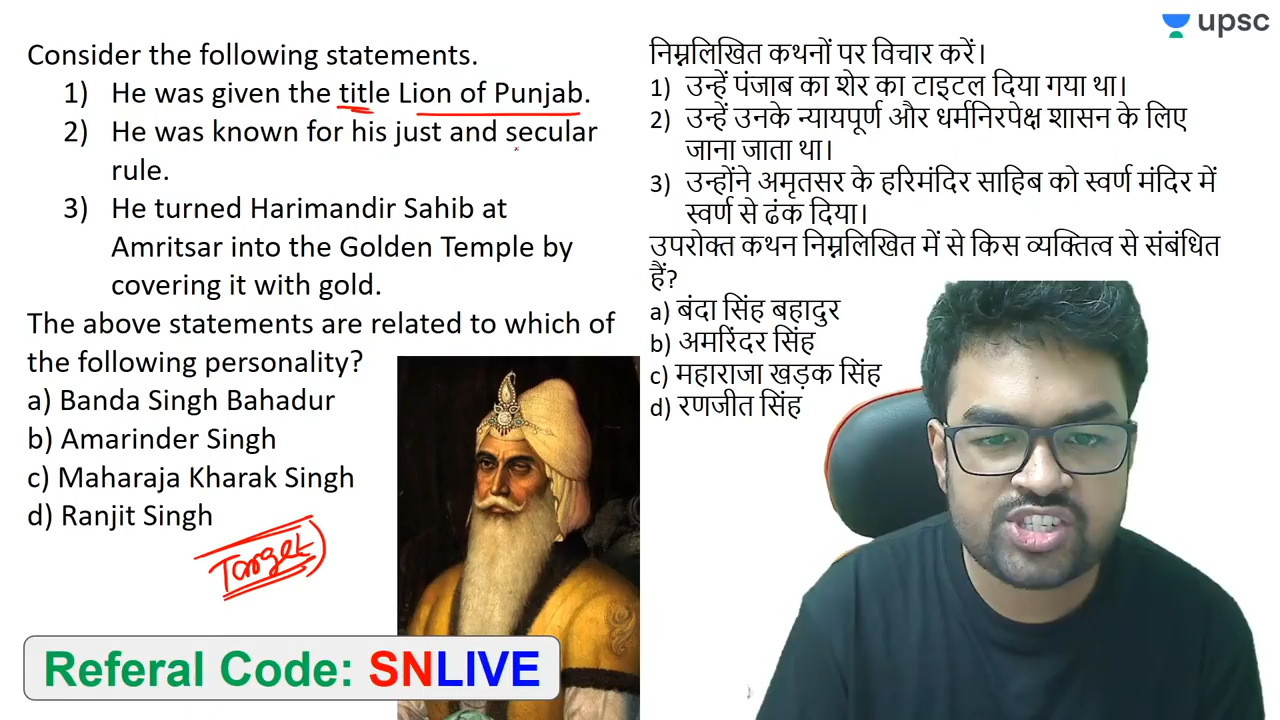 upsc
Consider the following statements.
1) He was given the title Lion of Punjab.
2) He was known for his just and secular
rule.
3) He turned Harimandir Sahib at
Amritsar into the Golden Temple by
covering it with gold.
The above statements are related to which of
the following personality?
a) Banda Singh Bahadur
b) Amarinder Singh
c) Maharaja Kharak Singh
d) Ranjit Singh
Target
Referal Code: SNLIVE
निम्नलिखित कथनों पर विचार करें।
1) उन्हें पंजाब का शेर का टाइटल दिया गया था।
2) उन्हें उनके न्यायपूर्ण और धर्मनिरपेक्ष शासन के लिए
जाना जाता था।
3) उन्होंने अमृतसर के हरिमंदिर साहिब को स्वर्ण मंदिर में
स्वर्ण से ढंक दिया।
उपरोक्त कथन निम्नलिखित में से किस व्यक्तित्व से संबंधित
हैं?
a) बंदा सिंह बहादुर
b) अमरिंदर सिंह
c) महाराजा खड़क सिंह
d) रणजीत सिंह